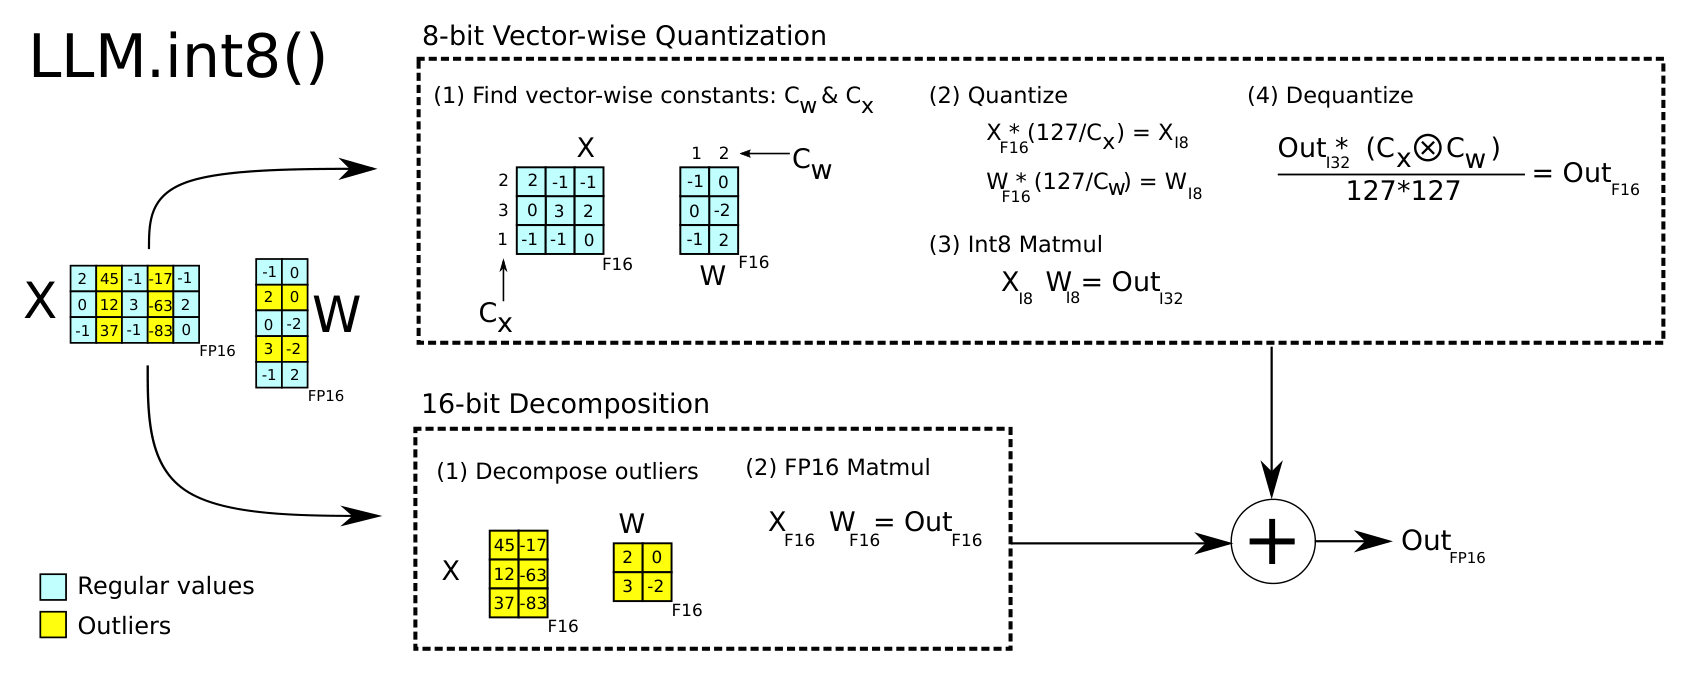 LLM.int8()
8-bit Vector-wise Quantization
(1) Find vector-wise constants: Cw & Cx
X
1 2
Cw
2
3
1
2 -1 -1
0 3 2
-1 -1 0
F16
-1 0
0 -2
-1 2
F16
W
Cx
(2) Quantize
XF16 * (127/Cx) = XI8
WF16 * (127/Cw) = WI8
(3) Int8 Matmul
XI8 WI8 = OutI32
(4) Dequantize
OutI32 * (Cx⊗Cw)
127*127
= OutF16
X
2 45 -1 -17 -1
0 12 3 -63 2
-1 37 -1 -83 0
FP16
-1 0
2 0
0 -2
3 -2
-1 2
W
FP16
16-bit Decomposition
(1) Decompose outliers
X
45 -17
12 -63
37 -83
F16
W
2 0
3 -2
F16
(2) FP16 Matmul
XF16 WF16 = OutF16
+
OutFP16
Regular values
Outliers